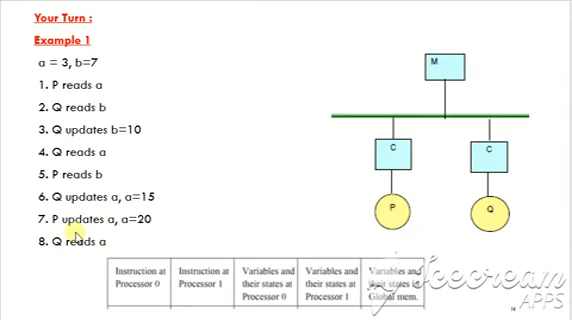 Your Turn :
Example 1
a = 3, b=7
1. P reads a
2. Q reads b
3. Q updates b=10
4. Q reads a
5. P reads b
6. Q updates a, a=15
7. P updates a, a=20
8. Q reads a
M
C
C
P
Q
Instruction at Processor 0
Instruction at Processor 1
Variables and their states at Processor 0
Variables and their states at Processor 1
Variables and their states in Global mem.
Icecream
APPS